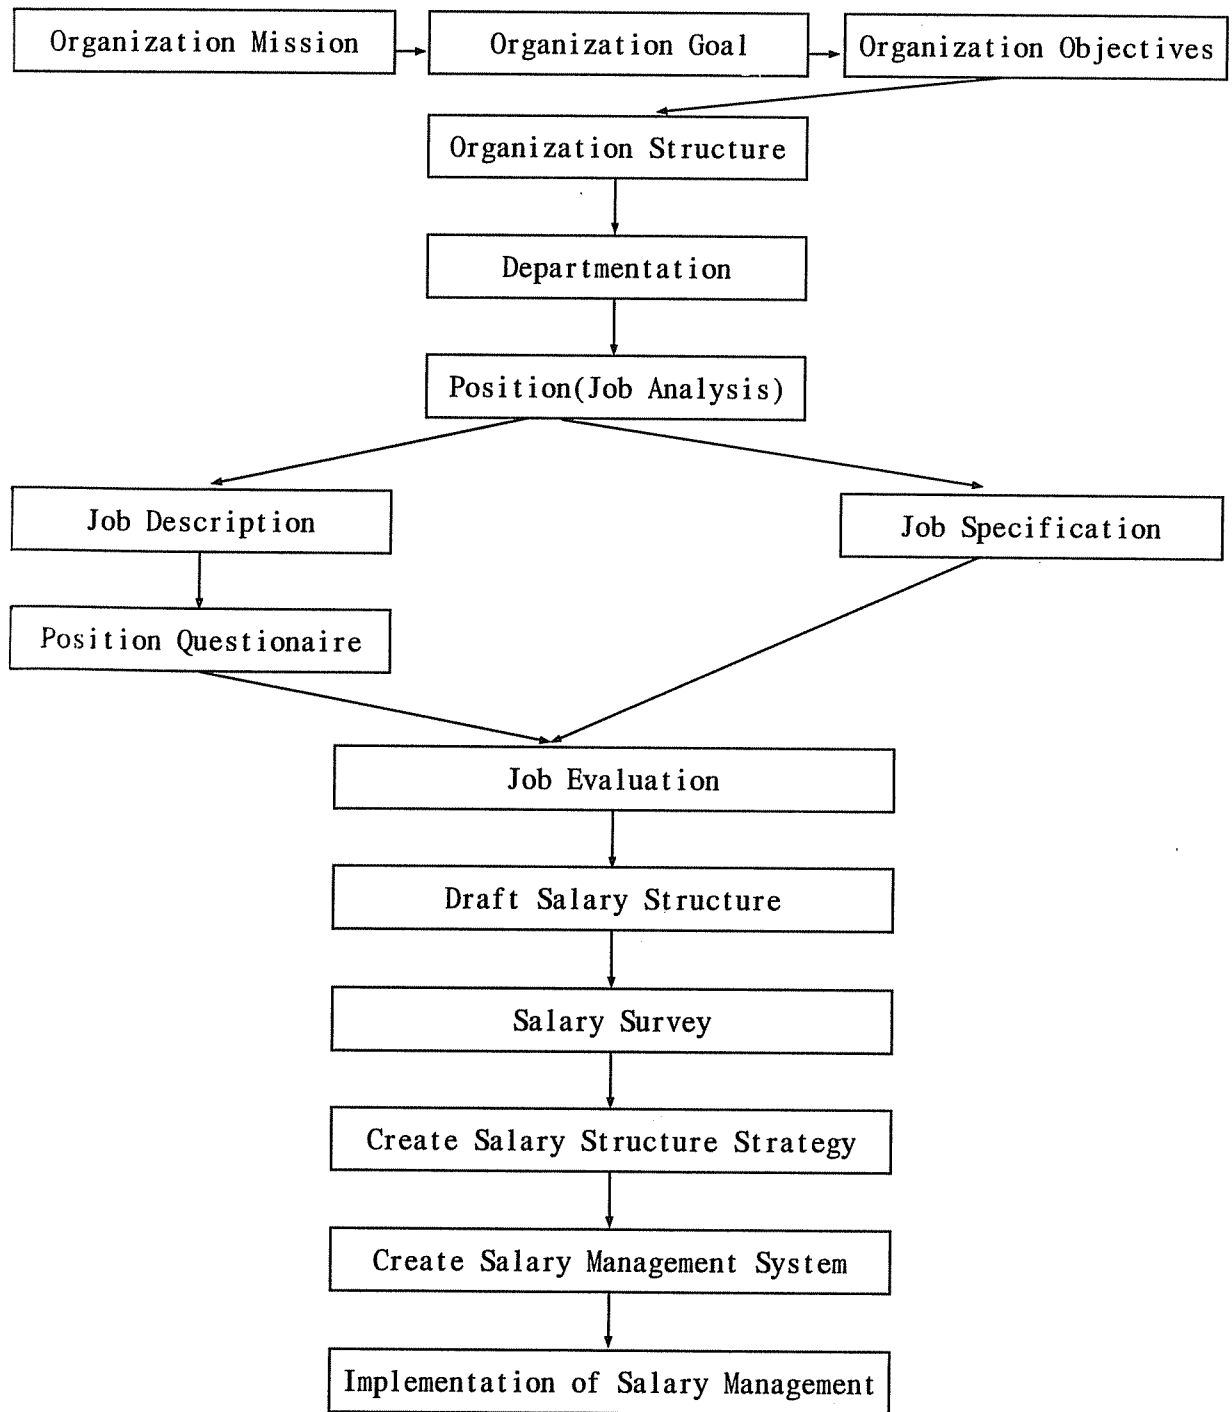 Organization Mission
Organization Goal
Organization Objectives
Organization Structure
Departmentation
Position(Job Analysis)
Job Description
Job Specification
Position Questionaire
Job Evaluation
Draft Salary Structure
Salary Survey
Create Salary Structure Strategy
Create Salary Management System
Implementation of Salary Management